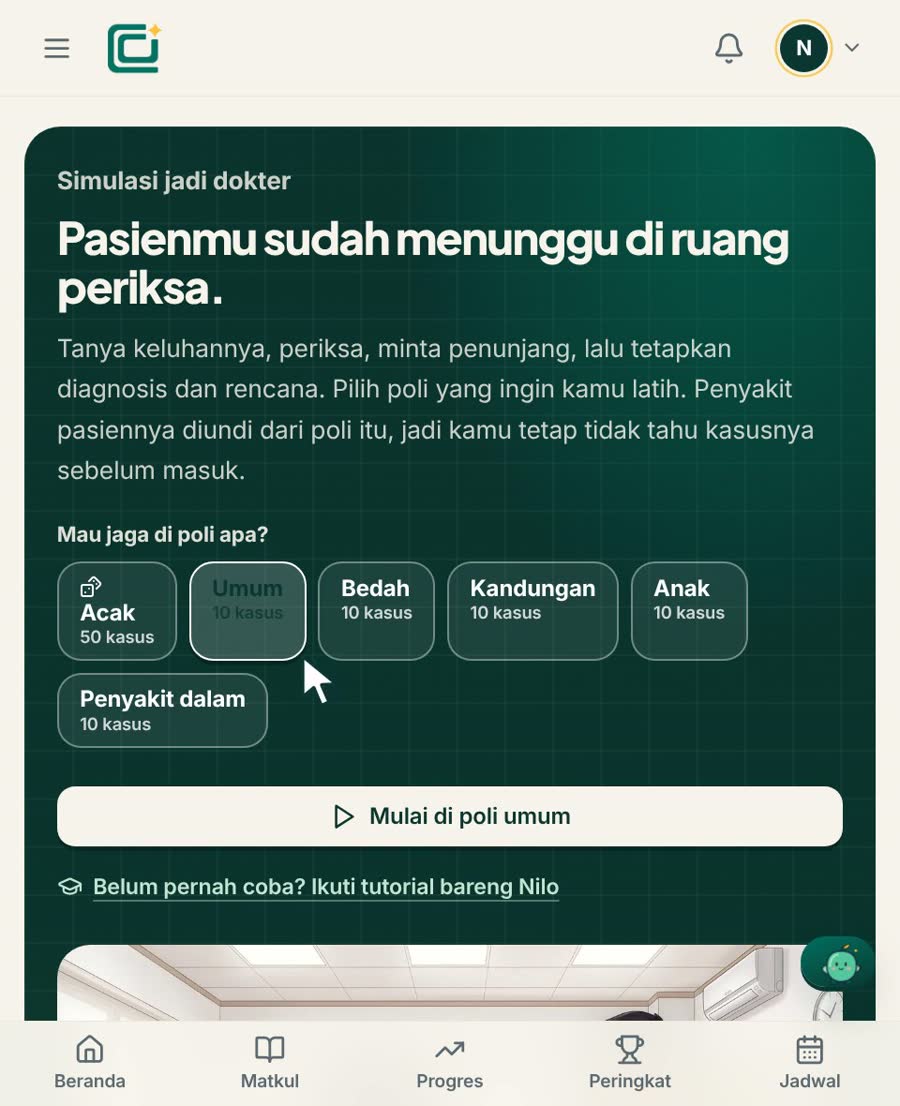 N
Simulasi jadi dokter
Pasienmu sudah menunggu di ruang
periksa.
Tanya keluhannya, periksa, minta penunjang, lalu tetapkan
diagnosis dan rencana. Pilih poli yang ingin kamu latih. Penyakit
pasiennya diundi dari poli itu, jadi kamu tetap tidak tahu kasusnya
sebelum masuk.
Mau jaga di poli apa?
Acak
50 kasus
Umum
10 kasus
Bedah
10 kasus
Kandungan
10 kasus
Anak
10 kasus
Penyakit dalam
10 kasus
Mulai di poli umum
Belum pernah coba? Ikuti tutorial bareng Nilo
Beranda
Matkul
Progres
Peringkat
Jadwal